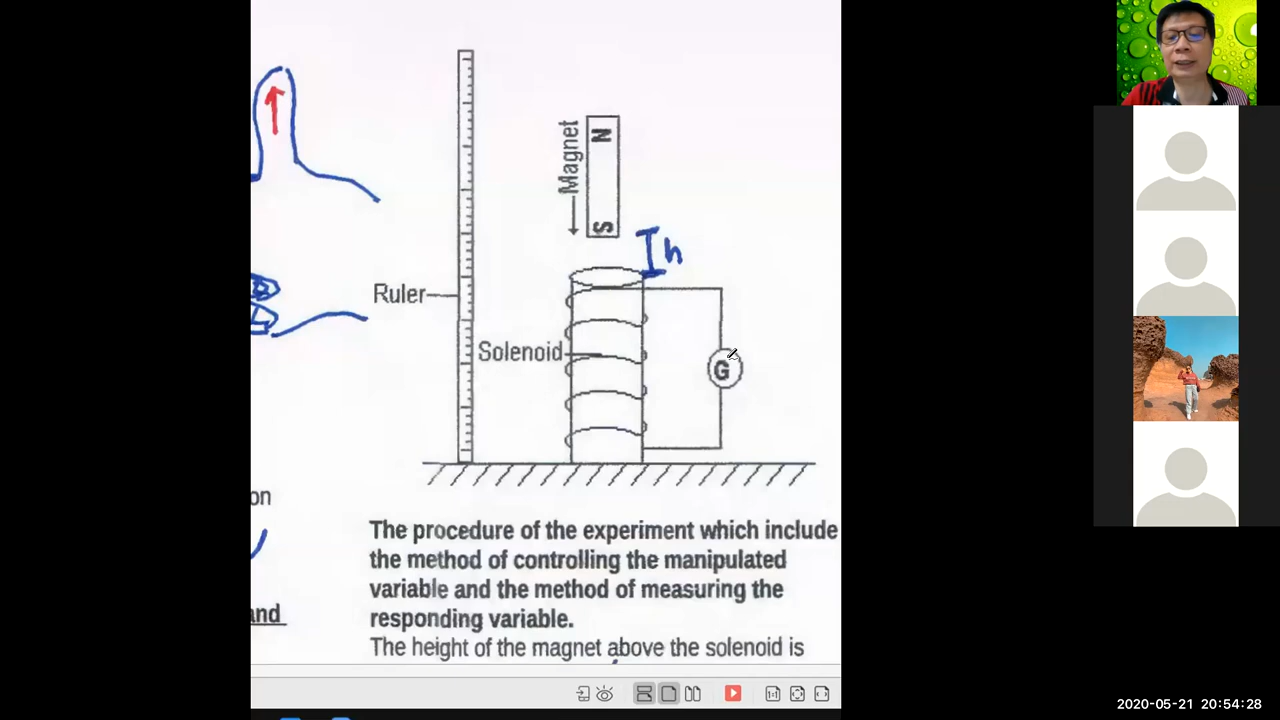 N
Magnet
S
h
Ruler
Solenoid
G
on
The procedure of the experiment which include
the method of controlling the manipulated
variable and the method of measuring the
and
responding variable.
The height of the magnet above the solenoid is
1:1
2020-05-21 20:54:28